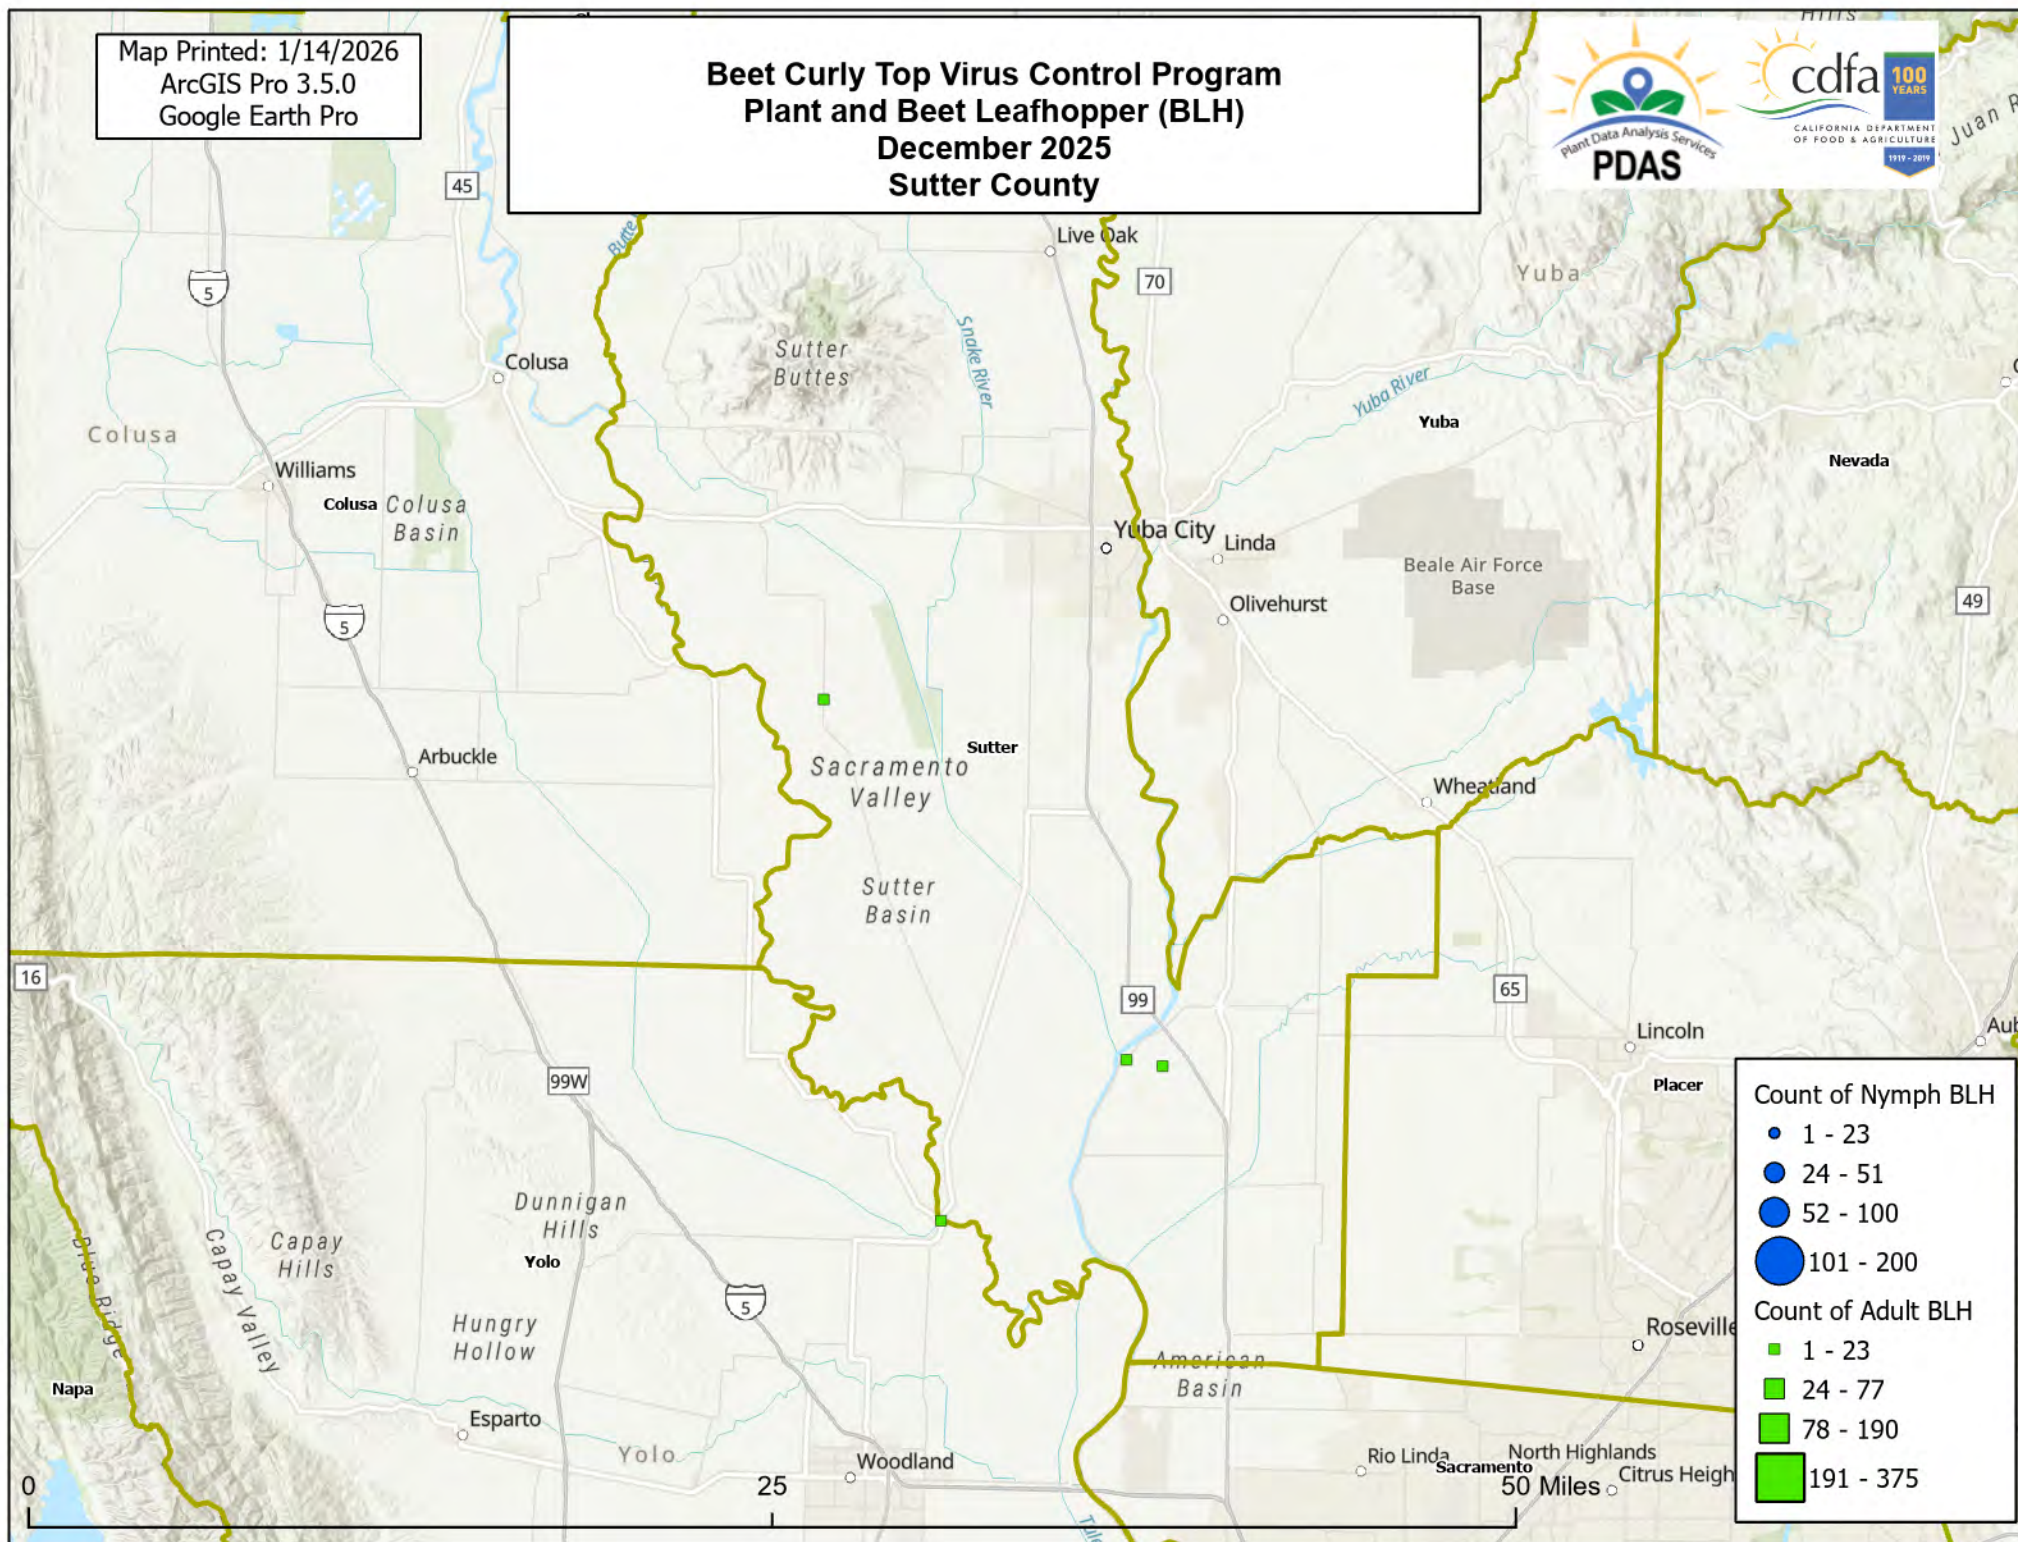 Map Printed: 1/14/2026
ArcGIS Pro 3.5.0
Google Earth Pro
Beet Curly Top Virus Control Program
Plant and Beet Leafhopper (BLH)
December 2025
Sutter County
Plant Data Analysis Services
PDAS
cdfa
100
YEARS
CALIFORNIA DEPARTMENT
OF FOOD & AGRICULTURE
1919 - 2019
Hills
Juan
45
Butte
Live Oak
70
Yuba
5
Snake River
Sutter
Buttes
Colusa
Yuba River
Yuba
Colusa
Nevada
Williams
Colusa
Colusa
Basin
Yuba City
Linda
Beale Air Force
Base
Olivehurst
49
5
Sutter
Arbuckle
Sacramento
Valley
Wheatland
Sutter
Basin
16
99
65
Lincoln
99W
Placer
Dunnigan
Hills
Capay
Hills
Yolo
Blue Ridge
Capay Valley
5
Hungry
Hollow
Roseville
American
Basin
Napa
Esparto
Yolo
Woodland
Rio Linda
North Highlands
Sacramento
Citrus Heigh
0
25
50 Miles
Count of Nymph BLH
1 - 23
24 - 51
52 - 100
101 - 200
Count of Adult BLH
1 - 23
24 - 77
78 - 190
191 - 375